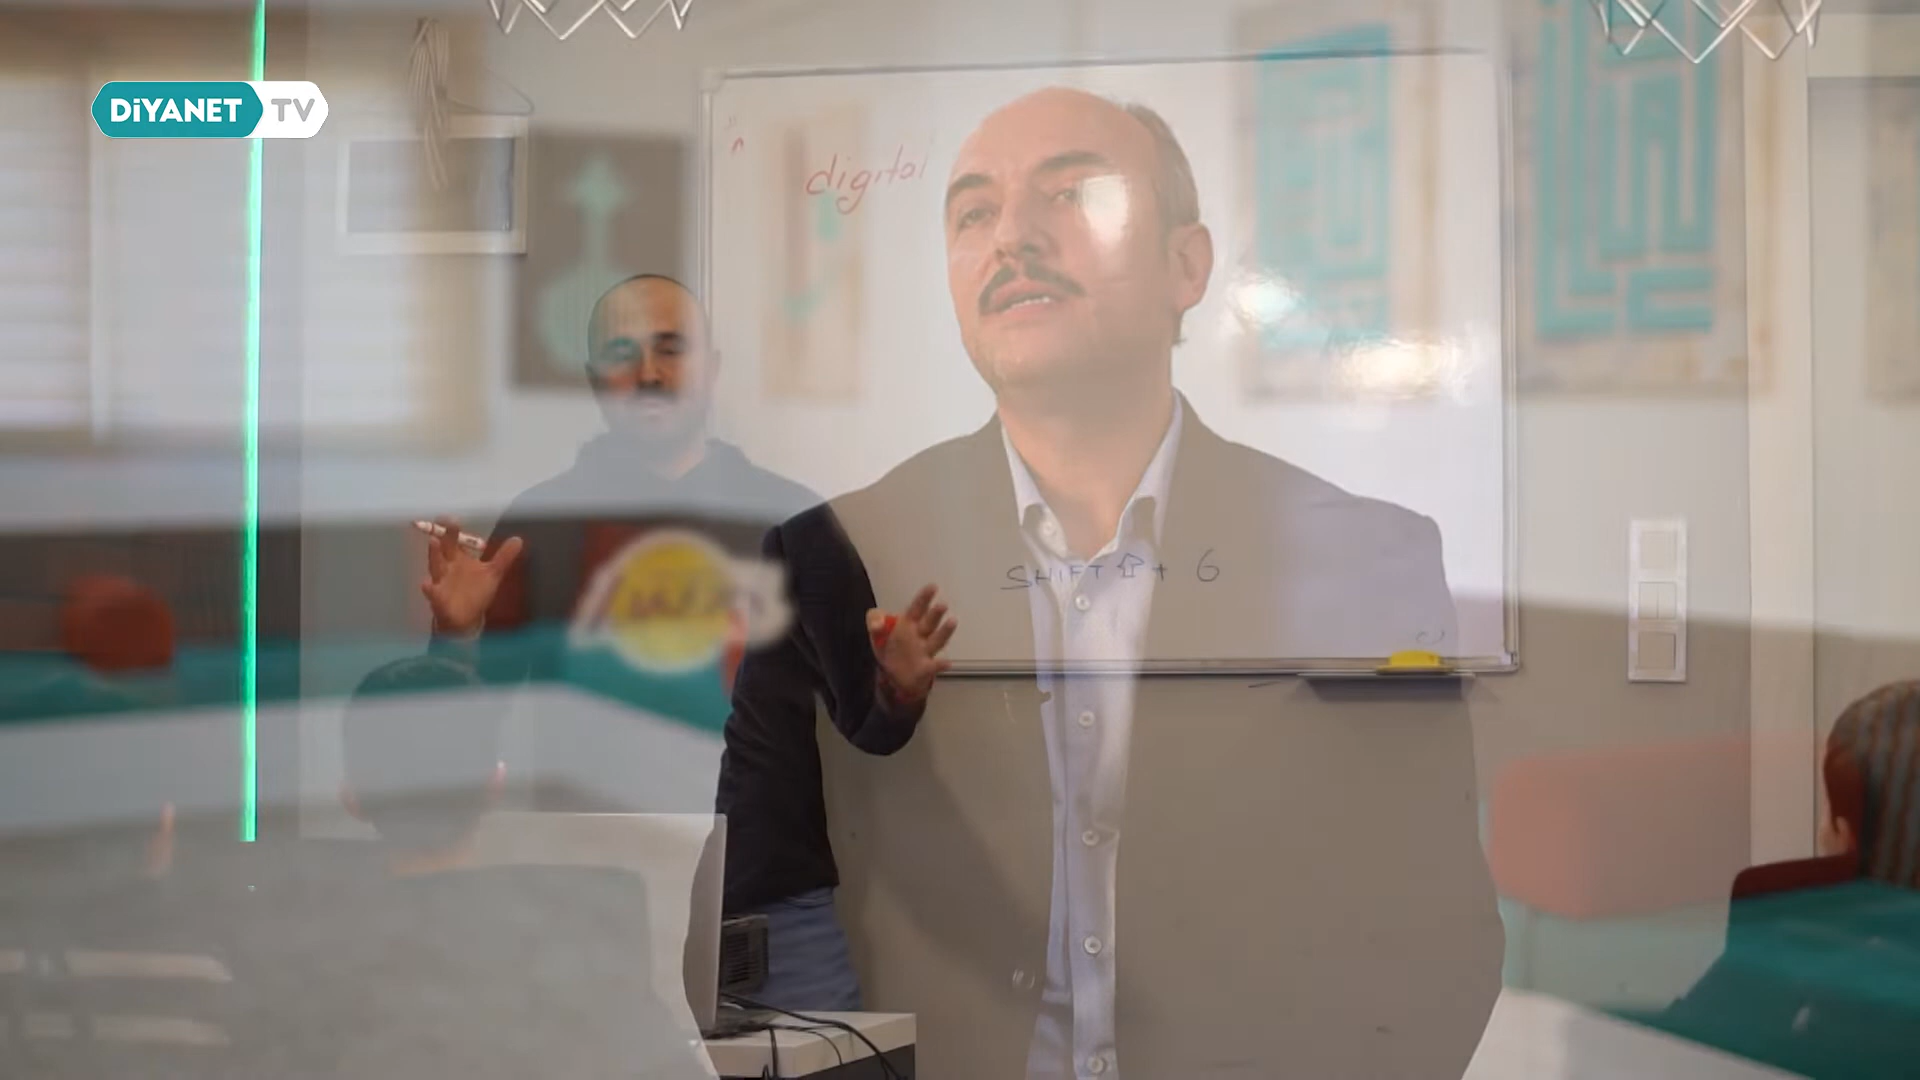 DİYANET TV
digital
SHIFT ⇧ + 6